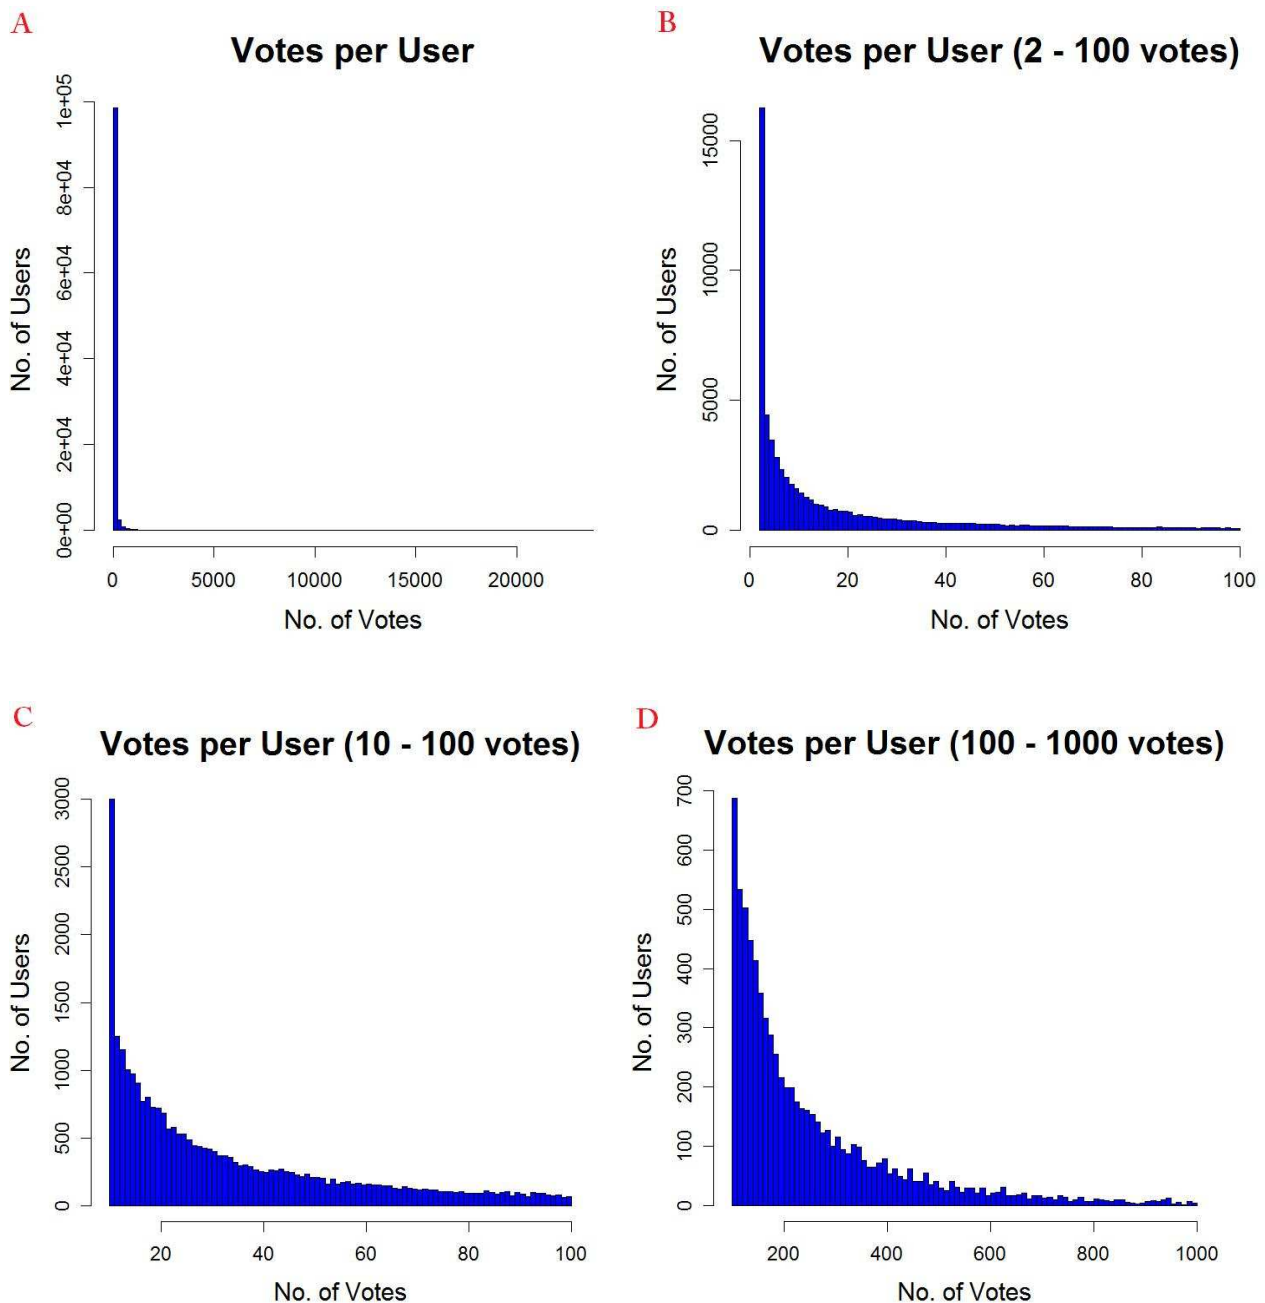 A
Votes per User
1e+05
8e+04
6e+04
4e+04
2e+04
0e+00
No. of Users
0 5000 10000 15000 20000
No. of Votes
B
Votes per User (2 - 100 votes)
15000
10000
5000
0
No. of Users
0 20 40 60 80 100
No. of Votes
C
Votes per User (10 - 100 votes)
3000
2500
2000
1500
1000
500
0
No. of Users
20 40 60 80 100
No. of Votes
D
Votes per User (100 - 1000 votes)
700
600
500
400
300
200
100
0
No. of Users
200 400 600 800 1000
No. of Votes